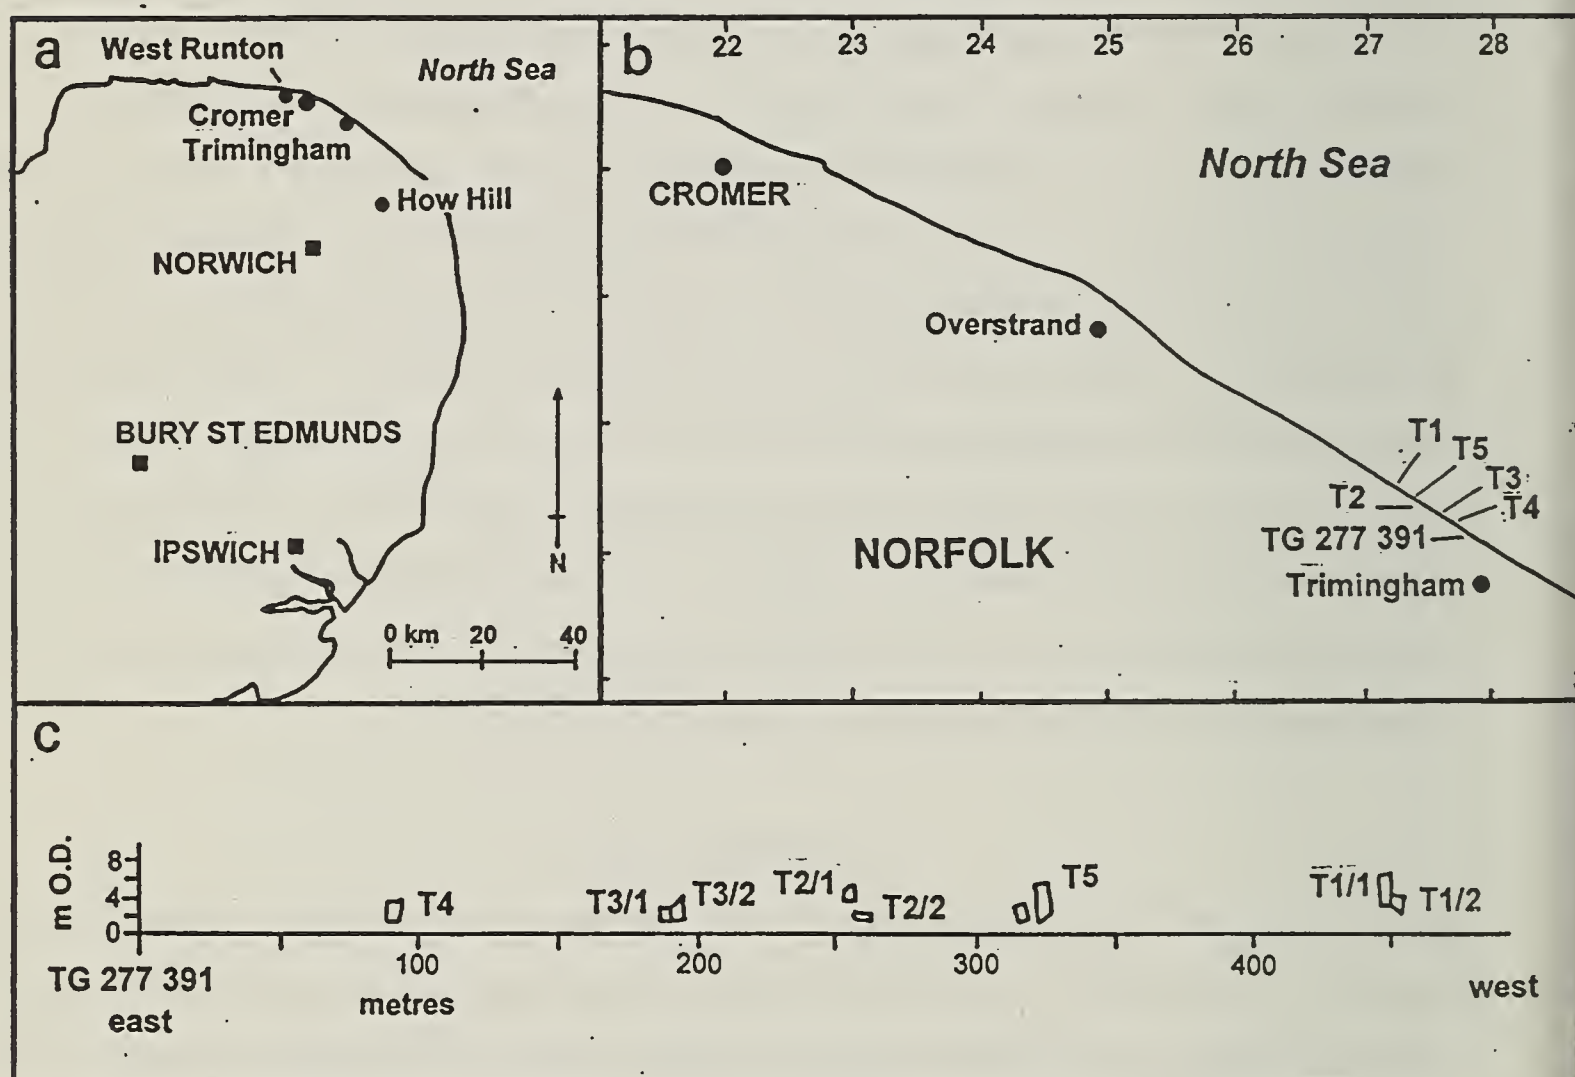 a
West Runton
North Sea
Cromer
Trimingham
How Hill
NORWICH
BURY ST EDMUNDS
IPSWICH
N
0 km 20 40
b
22 23 24 25 26 27 28
North Sea
CROMER
Overstrand
T1
T5
T3
T2
T4
TG 277 391
NORFOLK
Trimingham
c
m O.D.
8
4
0
T4
T3/1
T3/2
T2/1
T2/2
T5
T1/1
T1/2
100 200 300 400
TG 277 391
east
metres
west